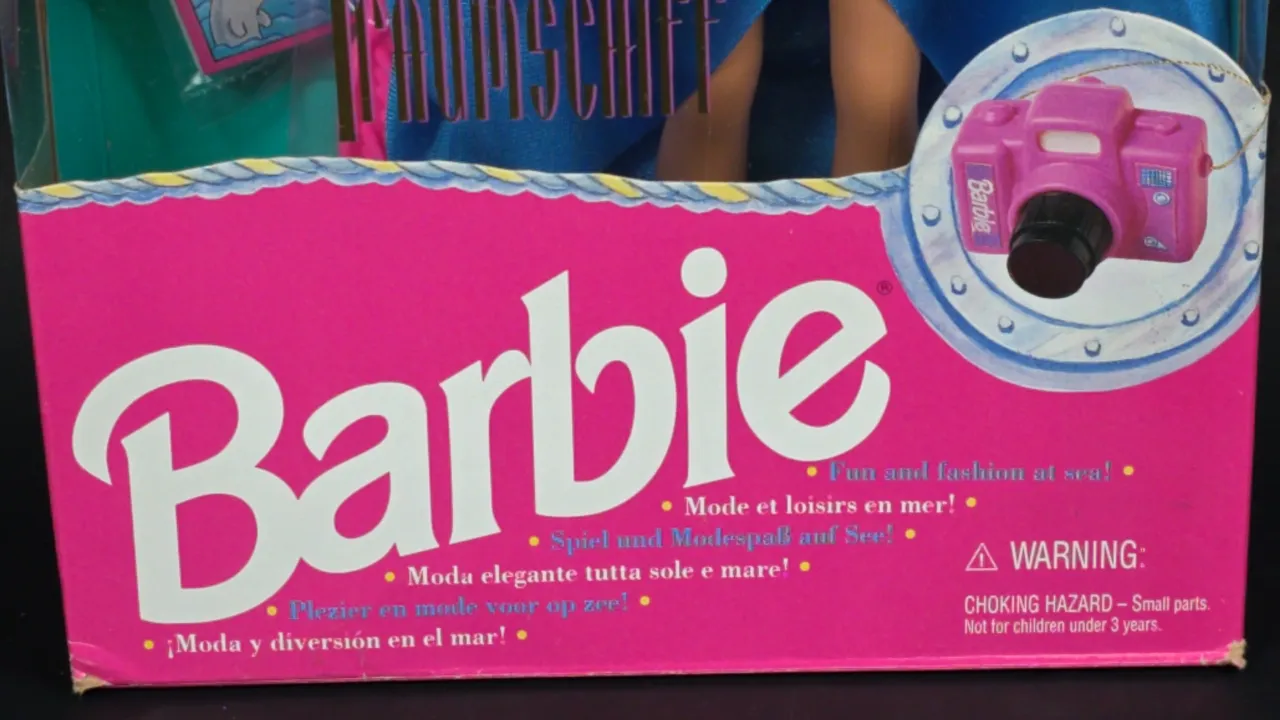 TRAUMSCHIFF
Barbie
Barbie®
• Fun and fashion at sea! •
• Mode et loisirs en mer! •
• Spiel und Modespaß auf See! •
• Moda elegante tutta sole e mare! •
• Plezier en mode voor op zee! •
• ¡Moda y diversión en el mar! •
⚠ WARNING:
CHOKING HAZARD – Small parts.
Not for children under 3 years.